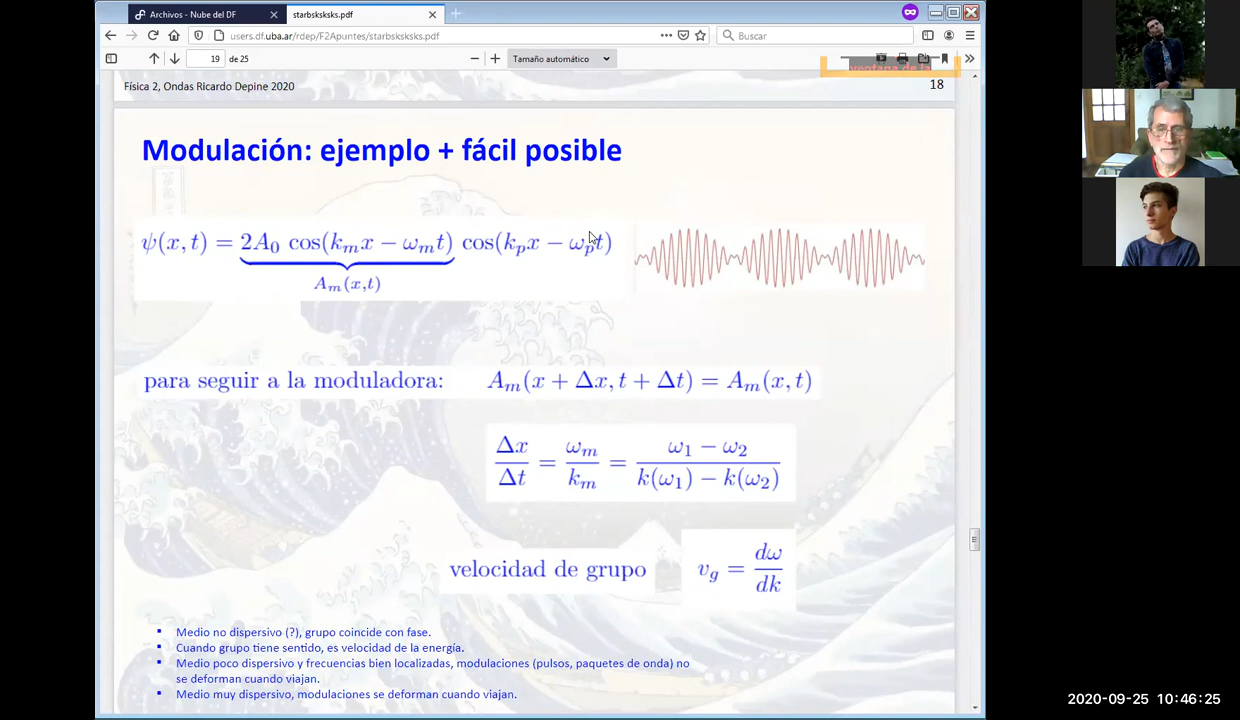 Archivos - Nube del DF
starbsksksks.pdf
users.df.uba.ar/rdep/F2Apuntes/starbsksksks.pdf
Buscar
19 de 25
Tamaño automático
Física 2, Ondas Ricardo Depine 2020
18
Modulación: ejemplo + fácil posible
ψ(x, t) = 2A₀ cos(kₘx − ωₘt) cos(kₚx − ωₚt)
Aₘ(x, t)
para seguir a la moduladora: Aₘ(x + Δx, t + Δt) = Aₘ(x, t)
Δx/Δt = ωₘ/kₘ = (ω₁ − ω₂)/(k(ω₁) − k(ω₂))
velocidad de grupo v_g = dω/dk
▪ Medio no dispersivo (?), grupo coincide con fase.
▪ Cuando grupo tiene sentido, es velocidad de la energía.
▪ Medio poco dispersivo y frecuencias bien localizadas, modulaciones (pulsos, paquetes de onda) no
se deforman cuando viajan.
▪ Medio muy dispersivo, modulaciones se deforman cuando viajan.
2020-09-25 10:46:25